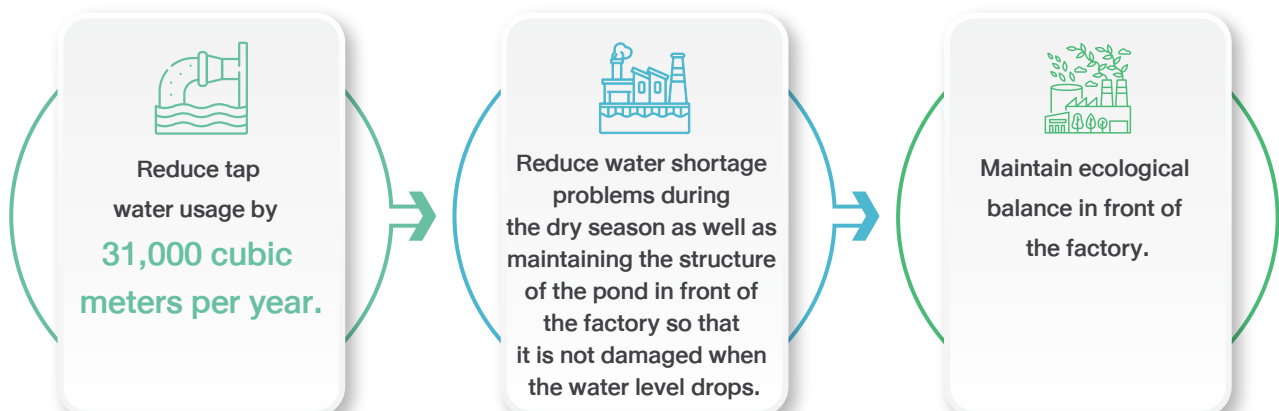 Reduce tap
water usage by
31,000 cubic
meters per year.
Reduce water shortage
problems during
the dry season as well as
maintaining the structure
of the pond in front of
the factory so that
it is not damaged when
the water level drops.
Maintain ecological
balance in front of
the factory.